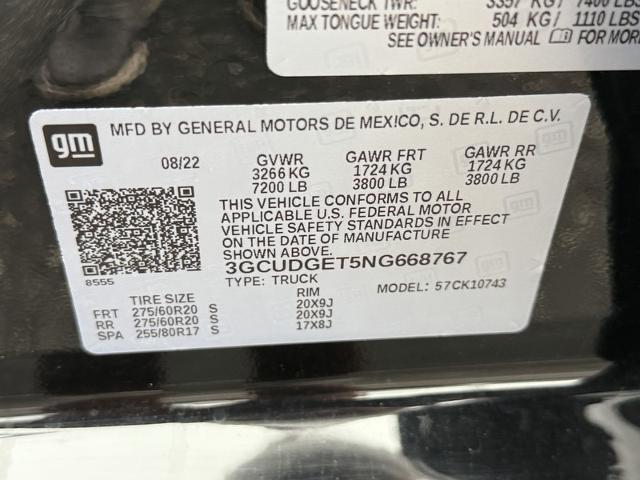 GOOSENECK TWR: 3357 KG / 7400 LBS
MAX TONGUE WEIGHT: 504 KG / 1110 LBS
SEE OWNER'S MANUAL FOR MORE
gm
MFD BY GENERAL MOTORS DE MEXICO, S. DE R.L. DE C.V.
08/22 GVWR GAWR FRT GAWR RR
3266 KG 1724 KG 1724 KG
7200 LB 3800 LB 3800 LB
THIS VEHICLE CONFORMS TO ALL
APPLICABLE U.S. FEDERAL MOTOR
VEHICLE SAFETY STANDARDS IN EFFECT
ON THE DATE OF MANUFACTURE
SHOWN ABOVE.
3GCUDGET5NG668767
8555
TYPE: TRUCK MODEL: 57CK10743
TIRE SIZE RIM
FRT 275/60R20 S 20X9J
RR 275/60R20 S 20X9J
SPA 255/80R17 S 17X8J